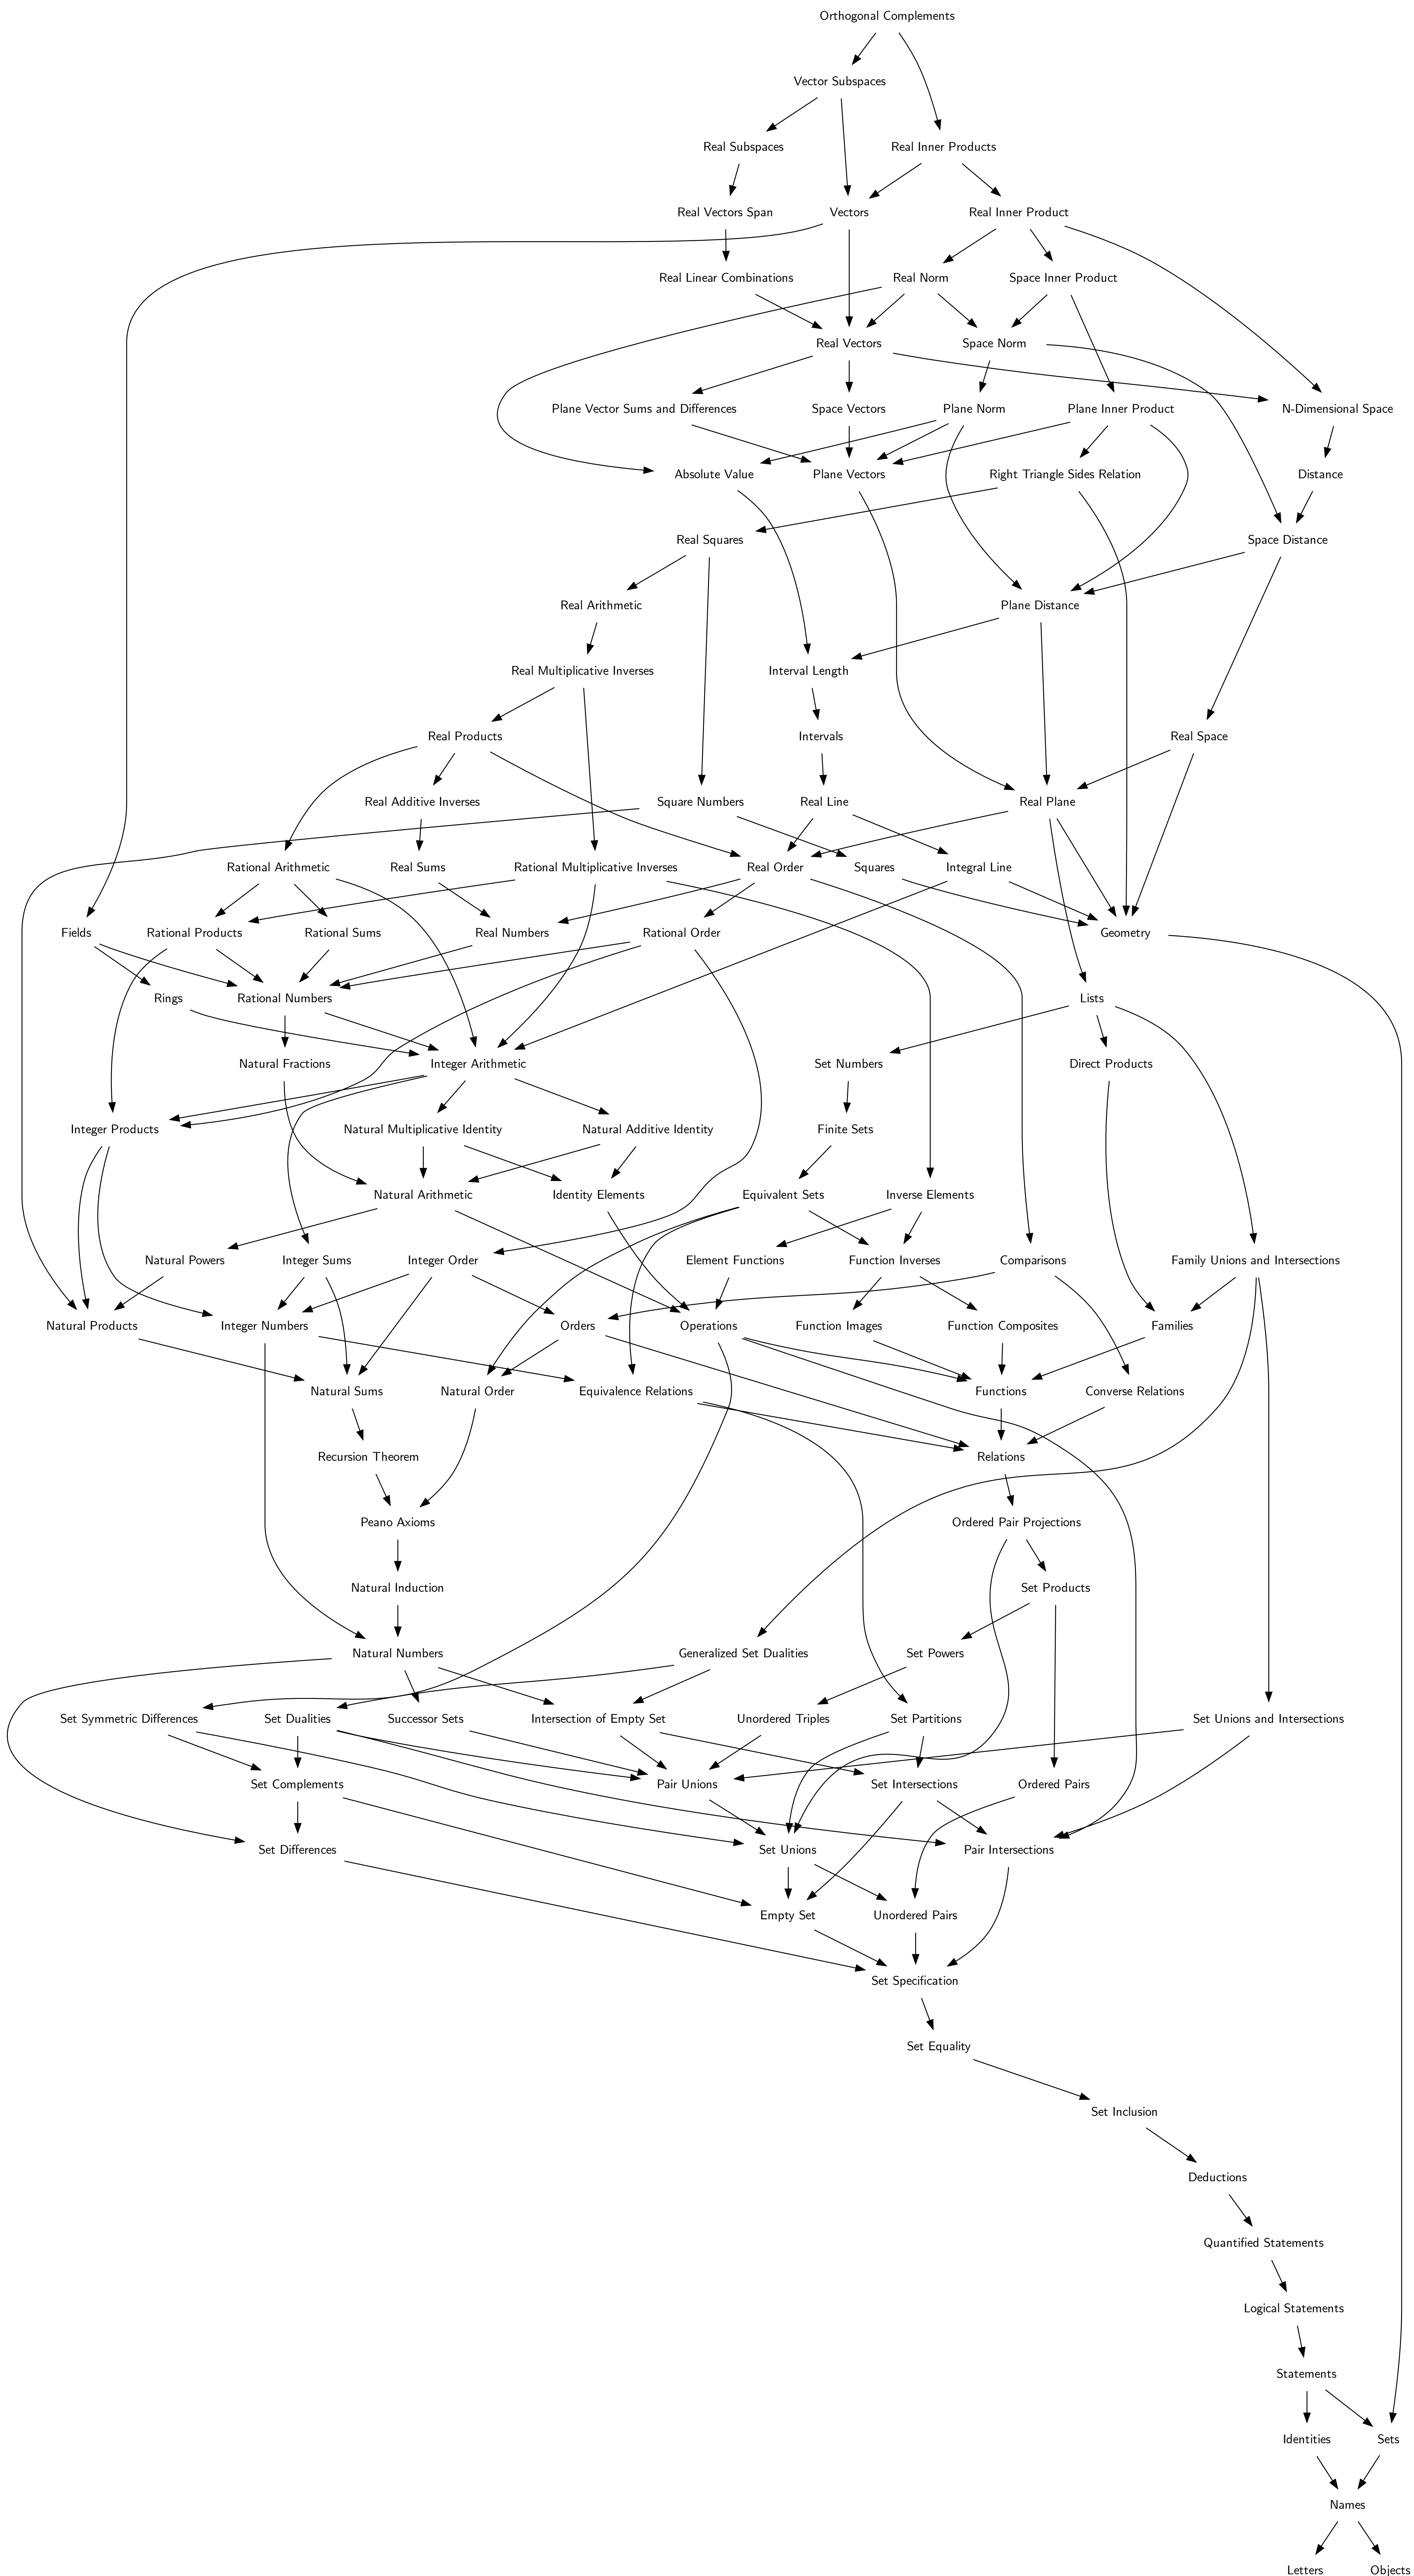 Orthogonal Complements
Vector Subspaces
Real Subspaces
Real Inner Products
Real Vectors Span
Vectors
Real Inner Product
Real Linear Combinations
Real Norm
Space Inner Product
Real Vectors
Space Norm
Plane Vector Sums and Differences
Space Vectors
Plane Norm
Plane Inner Product
N-Dimensional Space
Absolute Value
Plane Vectors
Right Triangle Sides Relation
Distance
Real Squares
Space Distance
Real Arithmetic
Plane Distance
Real Multiplicative Inverses
Interval Length
Real Products
Intervals
Real Space
Real Additive Inverses
Square Numbers
Real Line
Real Plane
Rational Arithmetic
Real Sums
Rational Multiplicative Inverses
Real Order
Squares
Integral Line
Fields
Rational Products
Rational Sums
Real Numbers
Rational Order
Geometry
Rings
Rational Numbers
Lists
Natural Fractions
Integer Arithmetic
Set Numbers
Direct Products
Integer Products
Natural Multiplicative Identity
Natural Additive Identity
Finite Sets
Natural Arithmetic
Identity Elements
Equivalent Sets
Inverse Elements
Natural Powers
Integer Sums
Integer Order
Element Functions
Function Inverses
Comparisons
Family Unions and Intersections
Natural Products
Integer Numbers
Orders
Operations
Function Images
Function Composites
Families
Natural Sums
Natural Order
Equivalence Relations
Functions
Converse Relations
Recursion Theorem
Relations
Peano Axioms
Ordered Pair Projections
Natural Induction
Set Products
Natural Numbers
Generalized Set Dualities
Set Powers
Set Symmetric Differences
Set Dualities
Successor Sets
Intersection of Empty Set
Unordered Triples
Set Partitions
Set Unions and Intersections
Set Complements
Pair Unions
Set Intersections
Ordered Pairs
Set Differences
Set Unions
Pair Intersections
Empty Set
Unordered Pairs
Set Specification
Set Equality
Set Inclusion
Deductions
Quantified Statements
Logical Statements
Statements
Identities
Sets
Names
Letters
Objects